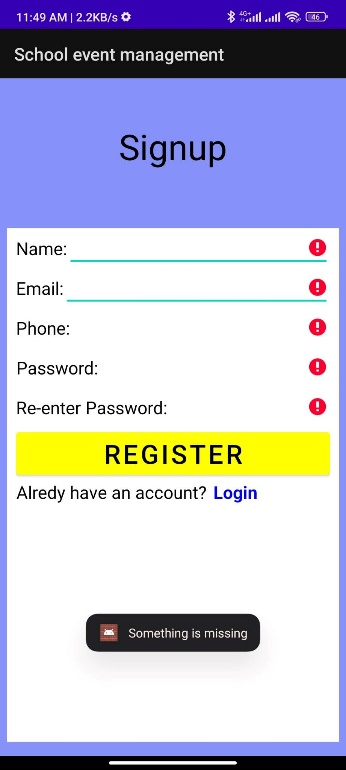 11:49 AM | 2.2KB/s
4G+
46
School event management
Signup
Name:
Email:
Phone:
Password:
Re-enter Password:
REGISTER
Alredy have an account? Login
Something is missing